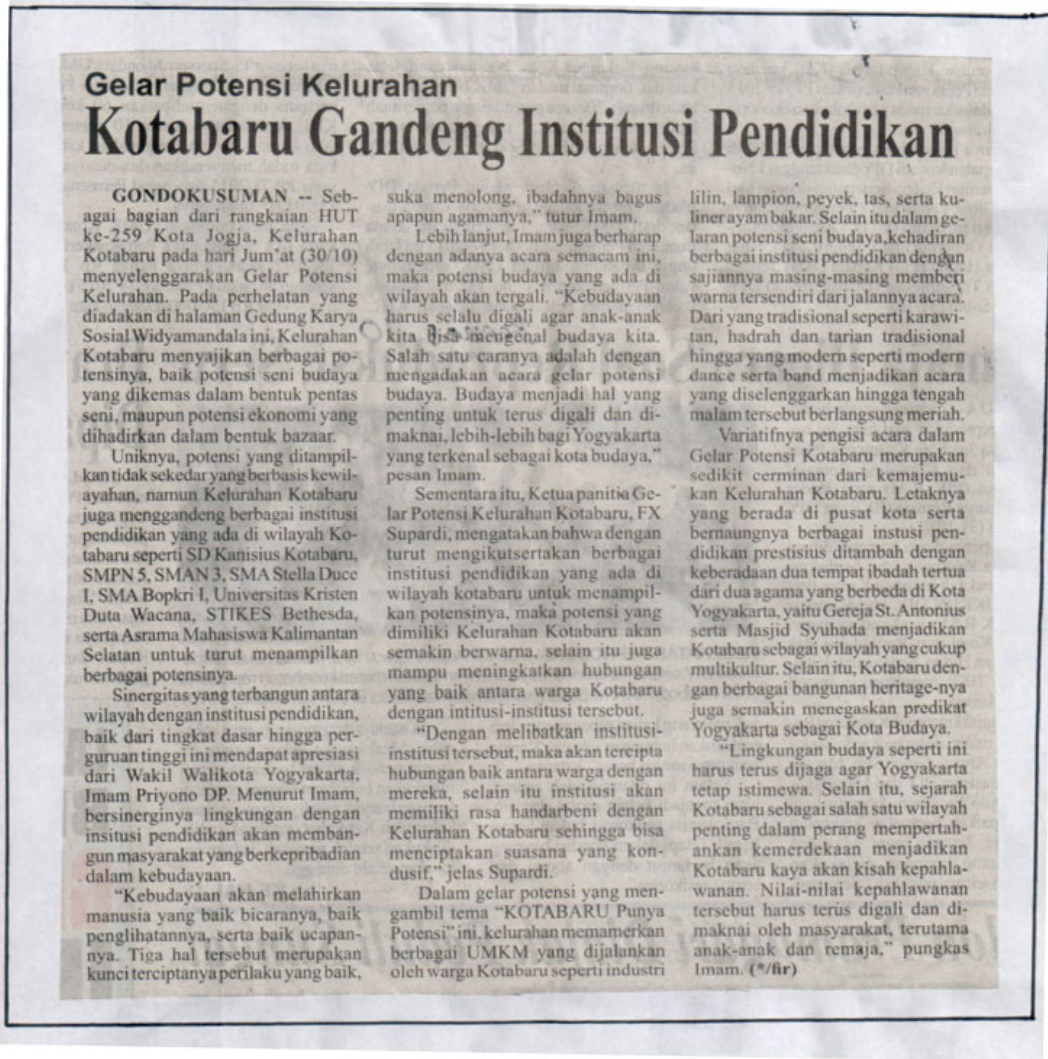 Gelar Potensi Kelurahan
Kotabaru Gandeng Institusi Pendidikan
GONDOKUSUMAN -- Seb-
agai bagian dari rangkaian HUT
ke-259 Kota Jogja, Kelurahan
Kotabaru pada hari Jum'at (30/10)
menyelenggarakan Gelar Potensi
Kelurahan. Pada perhelatan yang
diadakan di halaman Gedung Karya
Sosial Widyamandala ini, Kelurahan
Kotabaru menyajikan berbagai po-
tensinya, baik potensi seni budaya
yang dikemas dalam bentuk pentas
seni, maupun potensi ekonomi yang
dihadirkan dalam bentuk bazaar.
Uniknya, potensi yang ditampil-
kan tidak sekedar yang berbasis kewil-
ayahan, namun Kelurahan Kotabaru
juga menggandeng berbagai institusi
pendidikan yang ada di wilayah Ko-
tabaru seperti SD Kanisius Kotabaru,
SMPN 5, SMAN 3, SMA Stella Duce
I, SMA Bopkri I, Universitas Kristen
Duta Wacana, STIKES Bethesda,
serta Asrama Mahasiswa Kalimantan
Selatan untuk turut menampilkan
berbagai potensinya.
Sinergitas yang terbangun antara
wilayah dengan institusi pendidikan,
baik dari tingkat dasar hingga per-
guruan tinggi ini mendapat apresiasi
dari Wakil Walikota Yogyakarta,
Imam Priyono DP. Menurut Imam,
bersinerginya lingkungan dengan
insitusi pendidikan akan memban-
gun masyarakat yang berkepribadian
dalam kebudayaan.
"Kebudayaan akan melahirkan
manusia yang baik bicaranya, baik
penglihatannya, serta baik ucapan-
nya. Tiga hal tersebut merupakan
kunci terciptanya perilaku yang baik,
suka menolong, ibadahnya bagus
apapun agamanya," tutur Imam.
Lebih lanjut, Imam juga berharap
dengan adanya acara semacam ini,
maka potensi budaya yang ada di
wilayah akan tergali. "Kebudayaan
harus selalu digali agar anak-anak
kita bisa mengenal budaya kita.
Salah satu caranya adalah dengan
mengadakan acara gelar potensi
budaya. Budaya menjadi hal yang
penting untuk terus digali dan di-
maknai, lebih-lebih bagi Yogyakarta
yang terkenal sebagai kota budaya,"
pesan Imam.
Sementara itu, Ketua panitia Ge-
lar Potensi Kelurahan Kotabaru, FX
Supardi, mengatakan bahwa dengan
turut mengikutsertakan berbagai
institusi pendidikan yang ada di
wilayah kotabaru untuk menampil-
kan potensinya, maka potensi yang
dimiliki Kelurahan Kotabaru akan
semakin berwarna, selain itu juga
mampu meningkatkan hubungan
yang baik antara warga Kotabaru
dengan intitusi-institusi tersebut.
"Dengan melibatkan institusi-
institusi tersebut, maka akan tercipta
hubungan baik antara warga dengan
mereka, selain itu institusi akan
memiliki rasa handarbeni dengan
Kelurahan Kotabaru sehingga bisa
menciptakan suasana yang kon-
dusif," jelas Supardi.
Dalam gelar potensi yang men-
gambil tema "KOTABARU Punya
Potensi" ini, kelurahan memamerkan
berbagai UMKM yang dijalankan
oleh warga Kotabaru seperti industri
lilin, lampion, peyek, tas, serta ku-
liner ayam bakar. Selain itu dalam ge-
laran potensi seni budaya,kehadiran
berbagai institusi pendidikan dengan
sajiannya masing-masing memberi
warna tersendiri dari jalannya acara.
Dari yang tradisional seperti karawi-
tan, hadrah dan tarian tradisional
hingga yang modern seperti modern
dance serta band menjadikan acara
yang diselenggarkan hingga tengah
malam tersebut berlangsung meriah.
Variatifnya pengisi acara dalam
Gelar Potensi Kotabaru merupakan
sedikit cerminan dari kemajemu-
kan Kelurahan Kotabaru. Letaknya
yang berada di pusat kota serta
bernaungnya berbagai instusi pen-
didikan prestisius ditambah dengan
keberadaan dua tempat ibadah tertua
dari dua agama yang berbeda di Kota
Yogyakarta, yaitu Gereja St. Antonius
serta Masjid Syuhada menjadikan
Kotabaru sebagai wilayah yang cukup
multikultur. Selain itu, Kotabaru den-
gan berbagai bangunan heritage-nya
juga semakin menegaskan predikat
Yogyakarta sebagai Kota Budaya.
"Lingkungan budaya seperti ini
harus terus dijaga agar Yogyakarta
tetap istimewa. Selain itu, sejarah
Kotabaru sebagai salah satu wilayah
penting dalam perang mempertah-
ankan kemerdekaan menjadikan
Kotabaru kaya akan kisah kepahla-
wanan. Nilai-nilai kepahlawanan
tersebut harus terus digali dan di-
maknai oleh masyarakat, terutama
anak-anak dan remaja," pungkas
Imam. (*/fir)